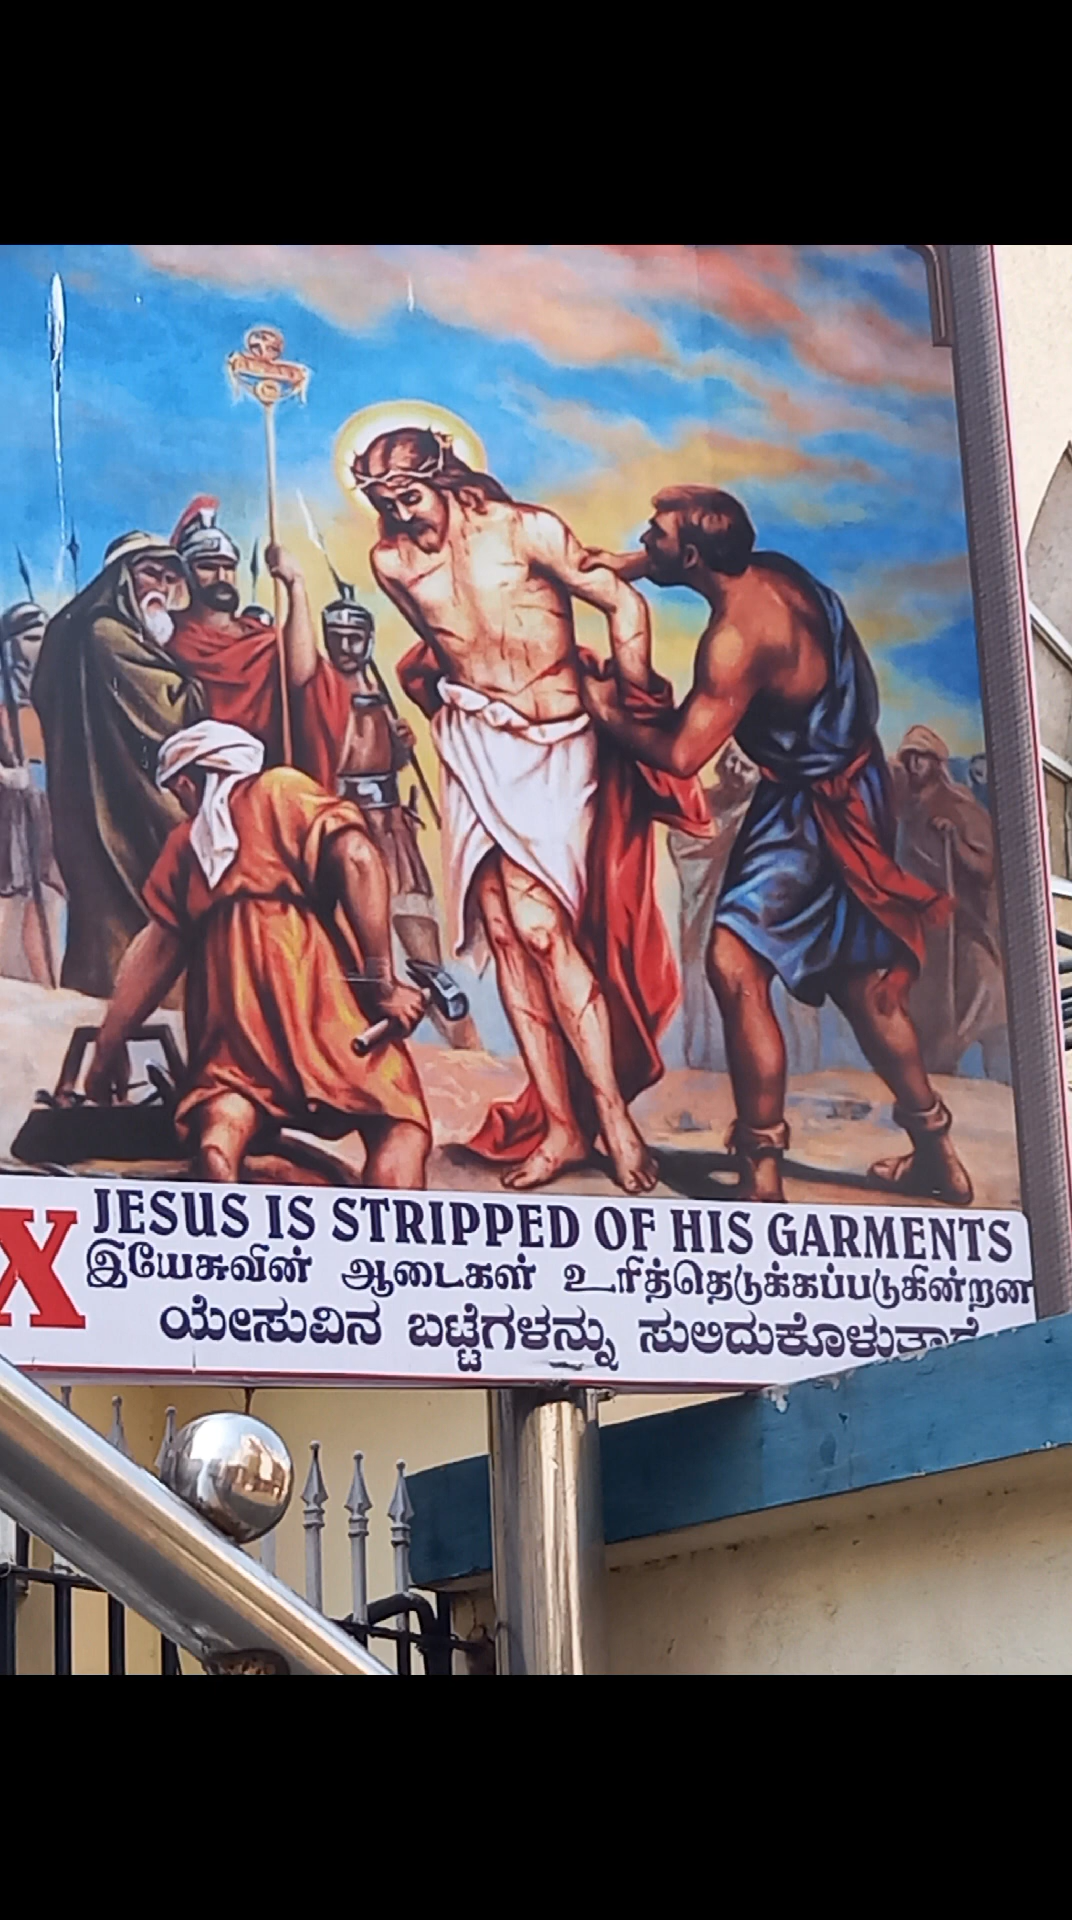 X
JESUS IS STRIPPED OF HIS GARMENTS
இயேசுவின் ஆடைகள் உரித்தெடுக்கப்படுகின்றன
ಯೇಸುವಿನ ಬಟ್ಟೆಗಳನ್ನು ಸುಲಿದುಕೊಳುತ್ತಾರೆ